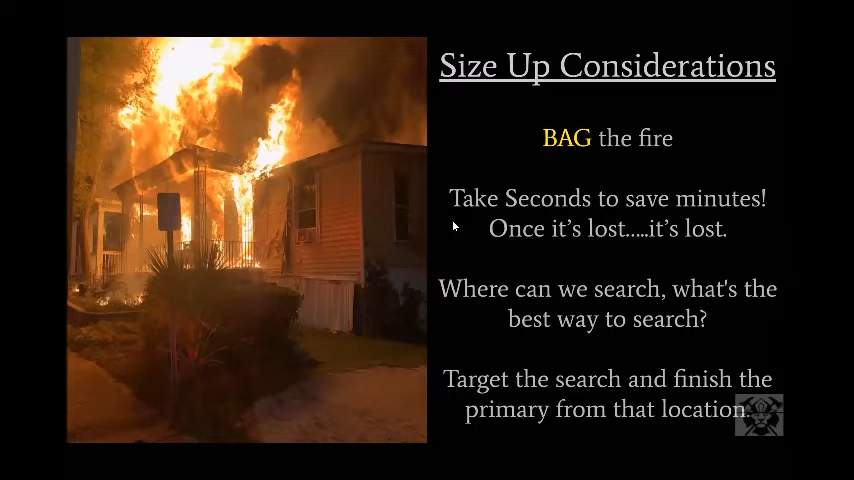 Size Up Considerations
BAG the fire
Take Seconds to save minutes!
Once it’s lost.....it’s lost.
Where can we search, what's the
best way to search?
Target the search and finish the
primary from that location.